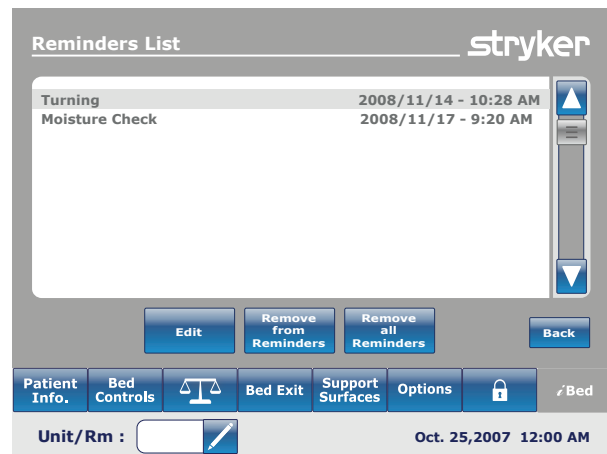 Reminders List
stryker
Turning 2008/11/14 - 10:28 AM
Moisture Check 2008/11/17 - 9:20 AM
Edit
Remove
from
Reminders
Remove
all
Reminders
Back
Patient
Info.
Bed
Controls
Bed Exit
Support
Surfaces
Options
iBed
Unit/Rm :
Oct. 25,2007 12:00 AM